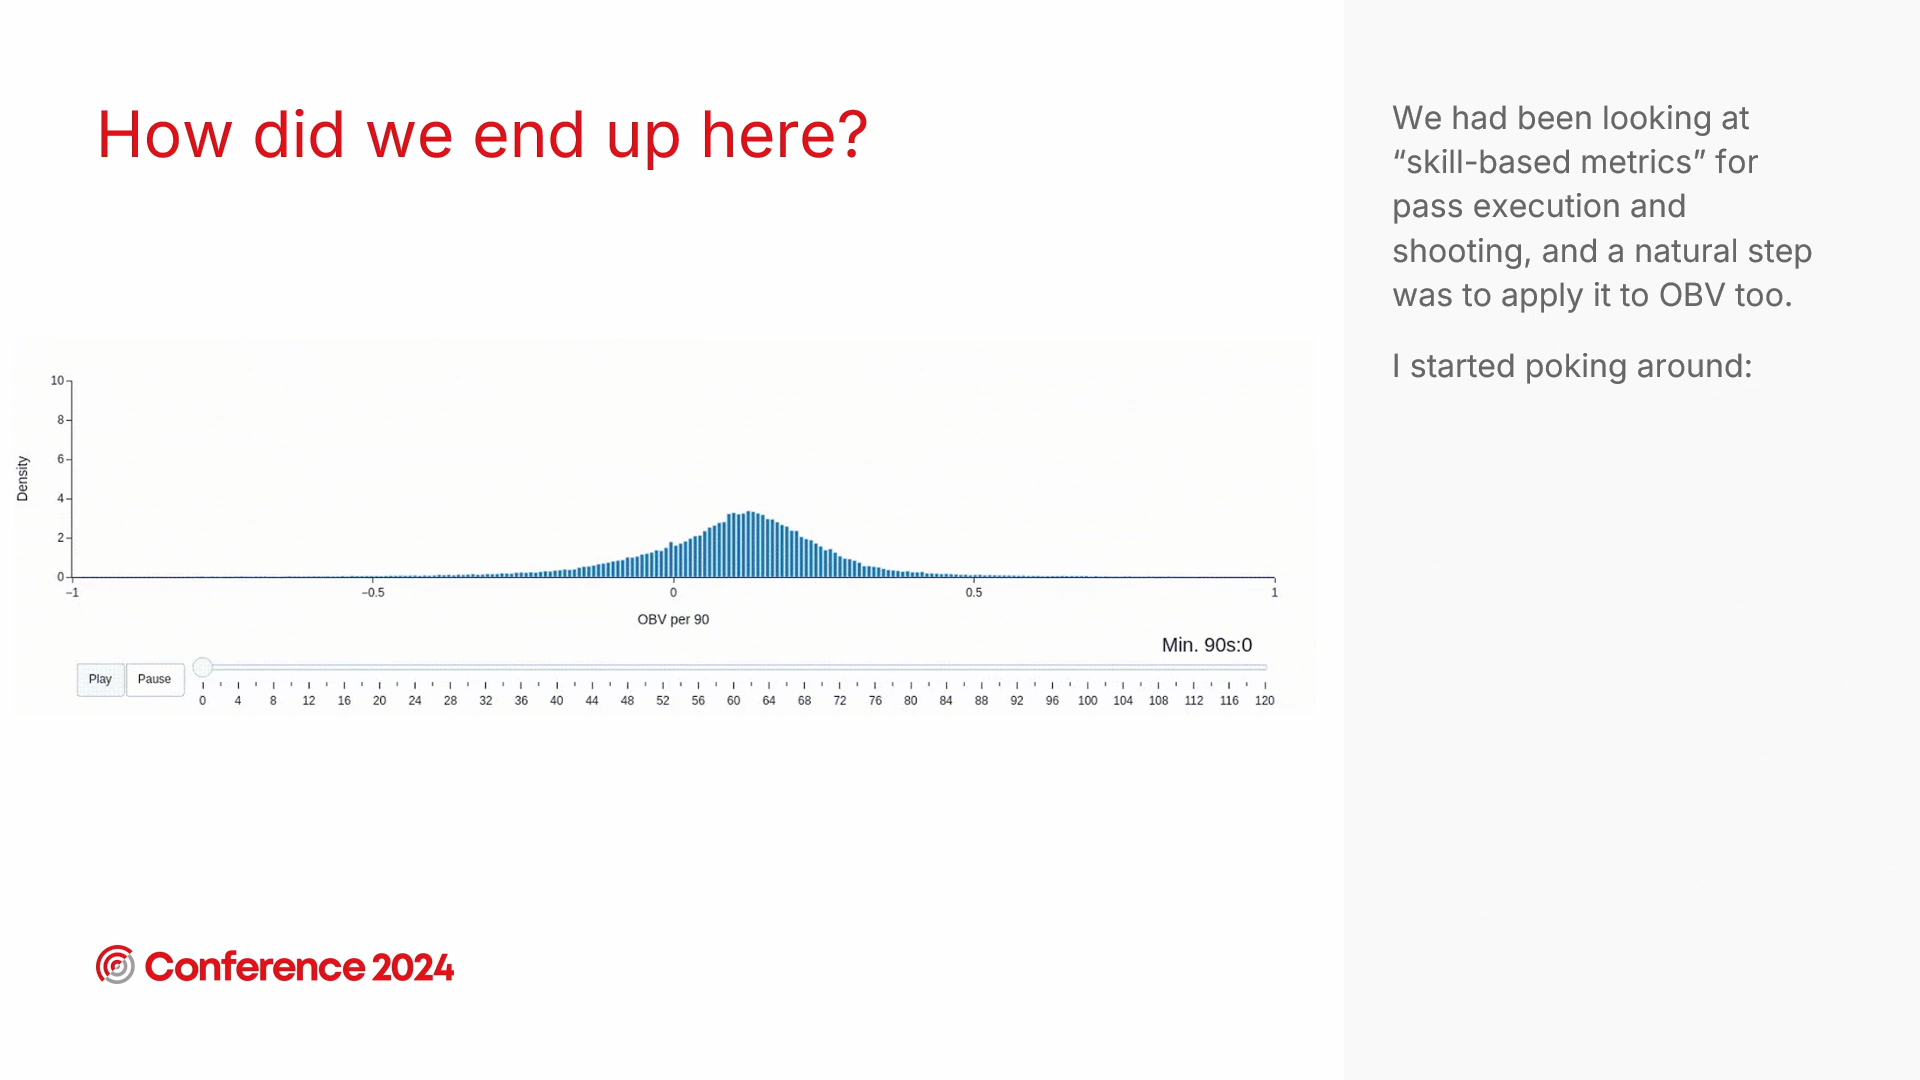 How did we end up here?
We had been looking at
“skill-based metrics” for
pass execution and
shooting, and a natural step
was to apply it to OBV too.
I started poking around:
10
8
6
4
2
0
Density
−1 −0.5 0 0.5 1
OBV per 90
Min. 90s:0
Play Pause
0 4 8 12 16 20 24 28 32 36 40 44 48 52 56 60 64 68 72 76 80 84 88 92 96 100 104 108 112 116 120
Conference 2024